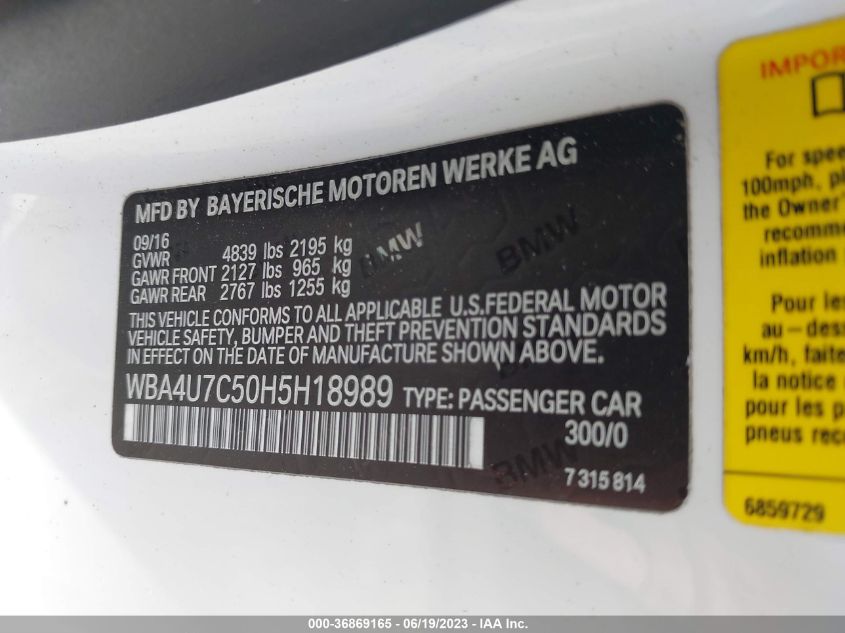 MFD BY BAYERISCHE MOTOREN WERKE AG
09/16
GVWR 4839 lbs 2195 kg
GAWR FRONT 2127 lbs 965 kg
GAWR REAR 2767 lbs 1255 kg
THIS VEHICLE CONFORMS TO ALL APPLICABLE U.S.FEDERAL MOTOR
VEHICLE SAFETY, BUMPER AND THEFT PREVENTION STANDARDS
IN EFFECT ON THE DATE OF MANUFACTURE SHOWN ABOVE.
WBA4U7C50H5H18989 TYPE: PASSENGER CAR
300/0
7 315 814
BMW
BMW
BMW
IMPOR
For spee
100mph, pl
the Owner'
recomme
inflation
Pour les
au-dess
km/h, faite
la notice
pour les p
pneus reco
6859729
000-36869165 - 06/19/2023 - IAA Inc.